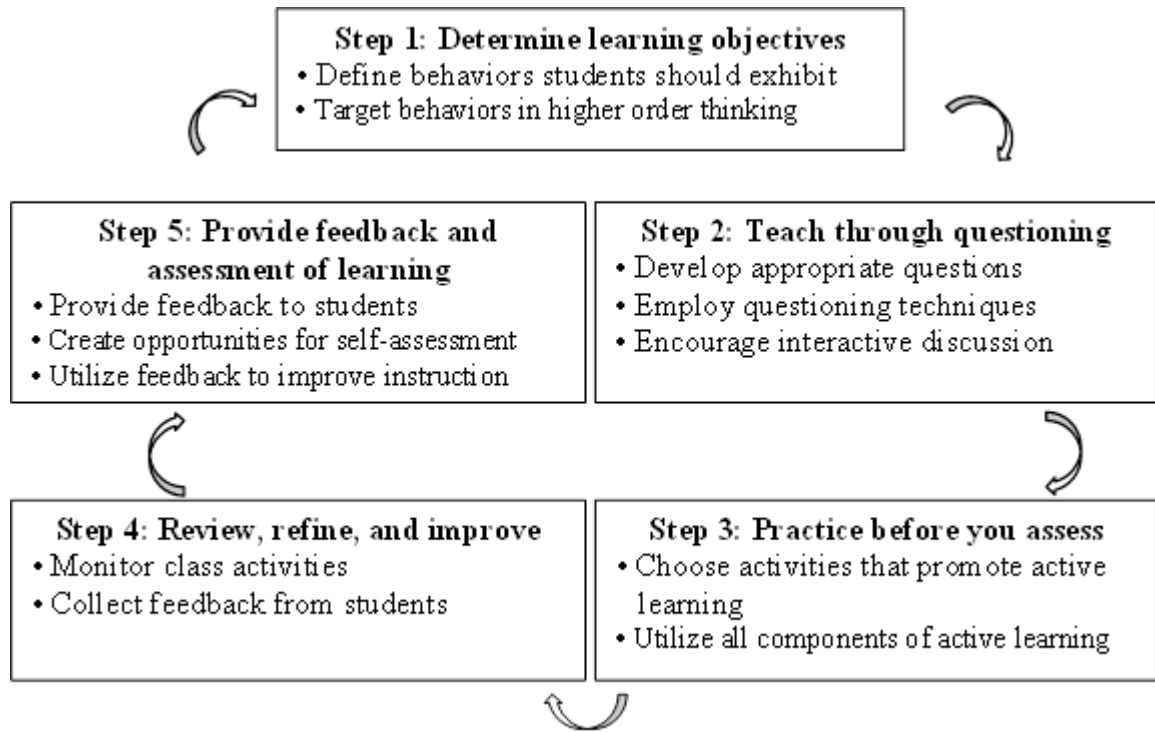 Step 1: Determine learning objectives
• Define behaviors students should exhibit
• Target behaviors in higher order thinking
Step 2: Teach through questioning
• Develop appropriate questions
• Employ questioning techniques
• Encourage interactive discussion
Step 3: Practice before you assess
• Choose activities that promote active
learning
• Utilize all components of active learning
Step 4: Review, refine, and improve
• Monitor class activities
• Collect feedback from students
Step 5: Provide feedback and
assessment of learning
• Provide feedback to students
• Create opportunities for self-assessment
• Utilize feedback to improve instruction